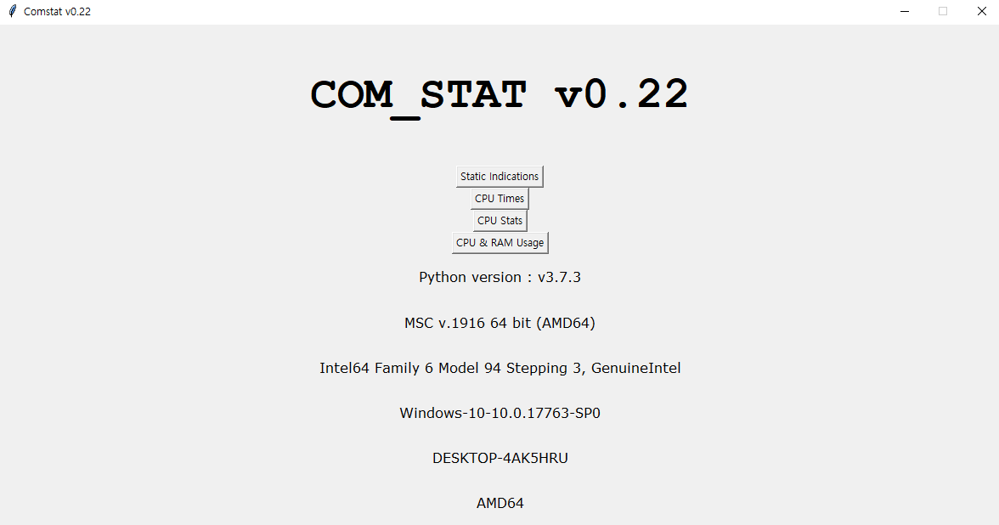 Comstat v0.22
COM_STAT v0.22
Static Indications
CPU Times
CPU Stats
CPU & RAM Usage
Python version : v3.7.3
MSC v.1916 64 bit (AMD64)
Intel64 Family 6 Model 94 Stepping 3, GenuineIntel
Windows-10-10.0.17763-SP0
DESKTOP-4AK5HRU
AMD64